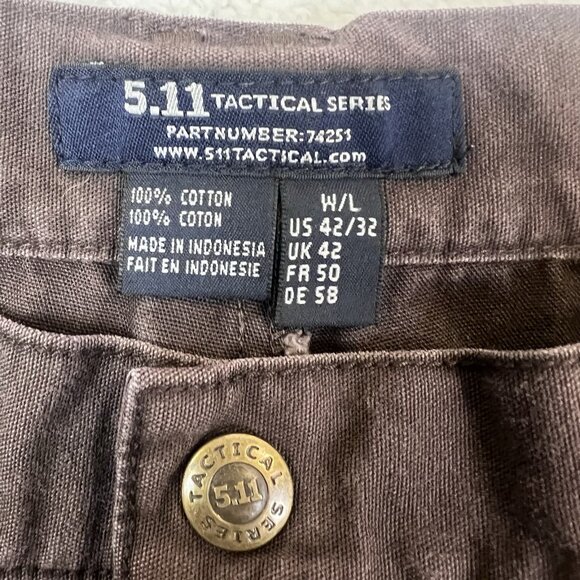 5.11 TACTICAL SERIES
PARTNUMBER: 74251
WWW.511TACTICAL.com
100% COTTON
100% COTON
MADE IN INDONESIA
FAIT EN INDONESIE
W/L
US 42/32
UK 42
FR 50
DE 58
TACTICAL
5.11
SERIES